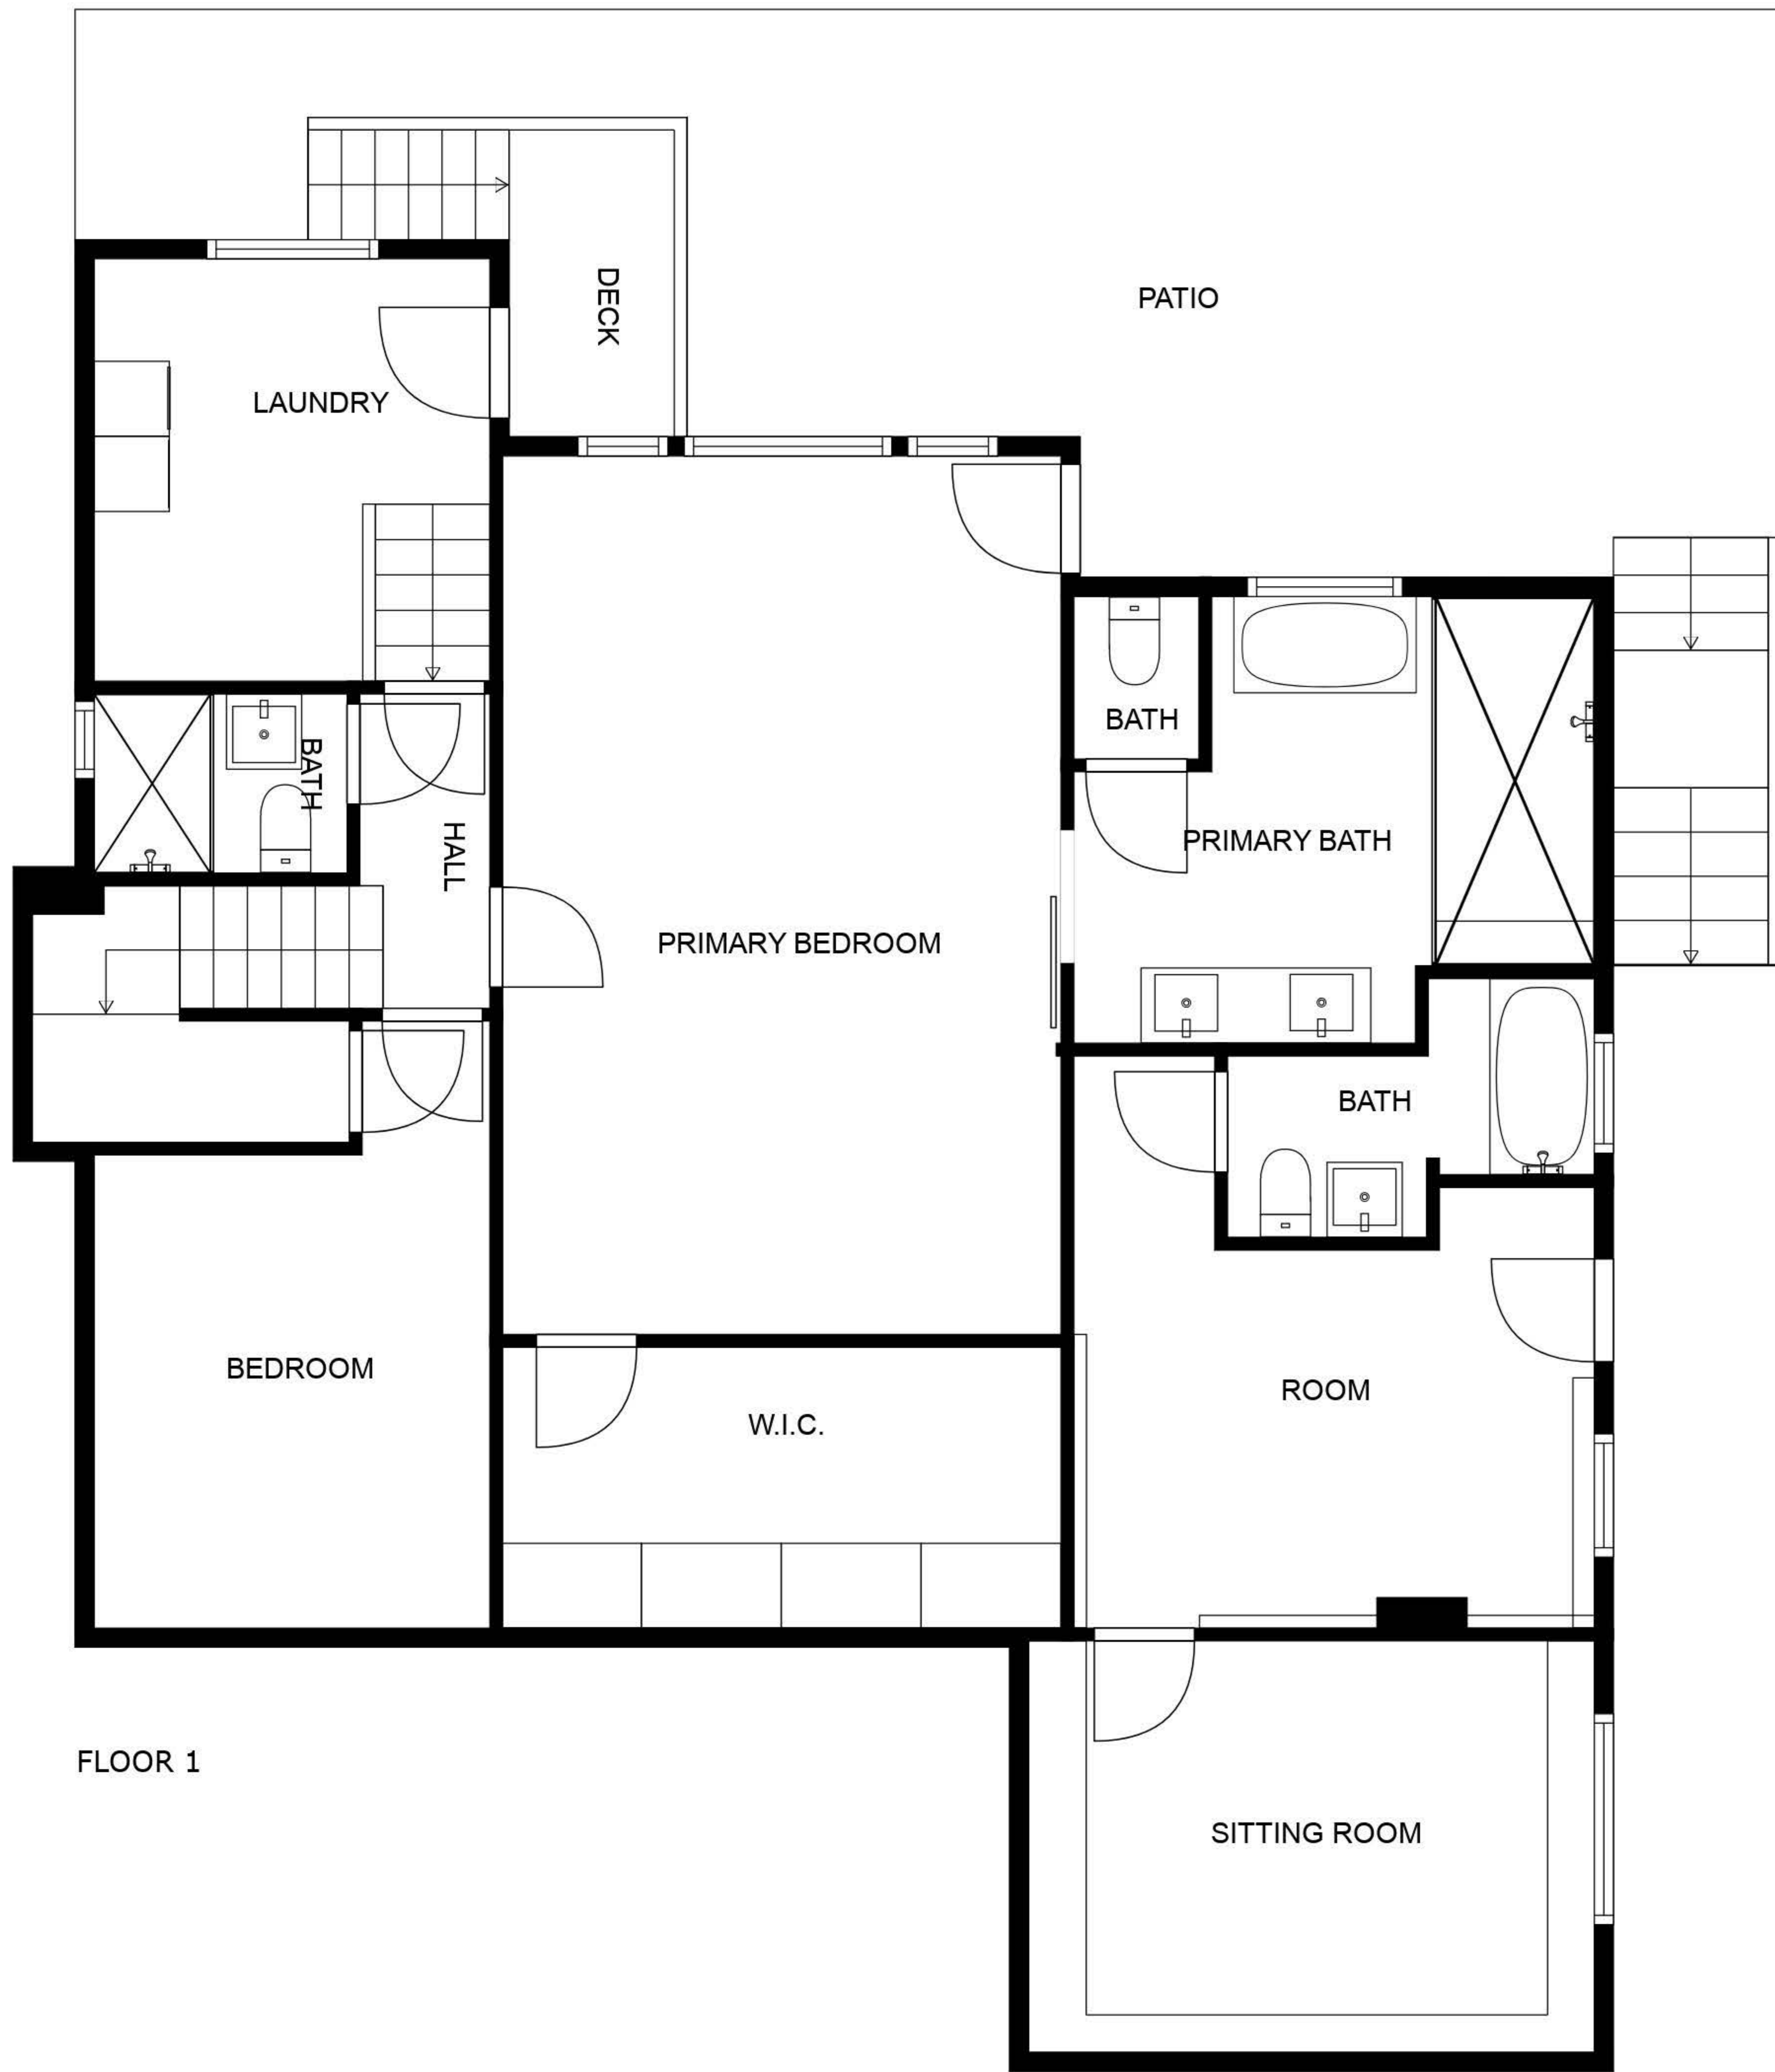 PATIO
DECK
LAUNDRY
BATH
BATH
HALL
PRIMARY BATH
PRIMARY BEDROOM
BATH
BEDROOM
ROOM
W.I.C.
FLOOR 1
SITTING ROOM